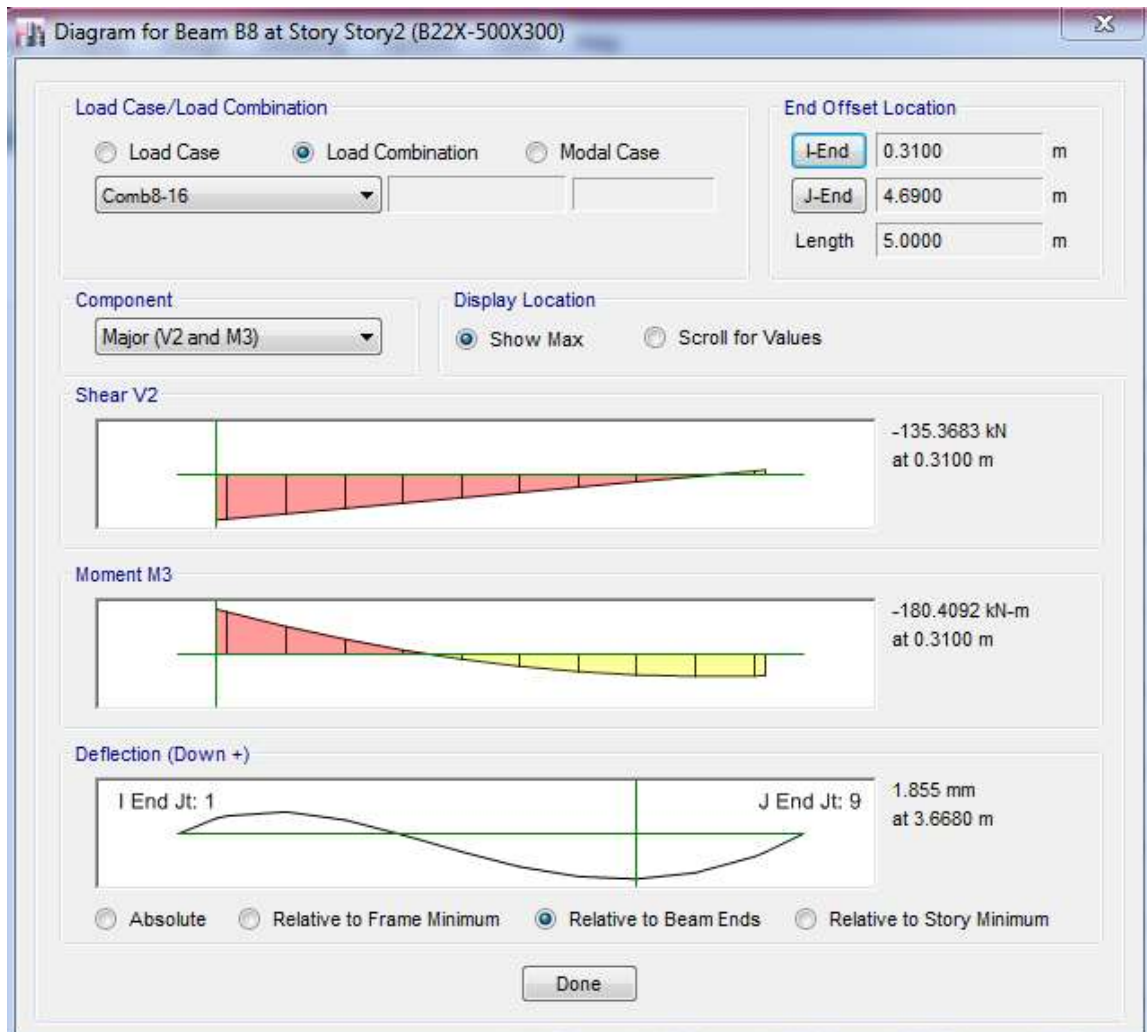 Diagram for Beam B8 at Story Story2 (B22X-500X300)
Load Case/Load Combination
Load Case Load Combination Modal Case
Comb8-16
End Offset Location
I-End 0.3100 m
J-End 4.6900 m
Length 5.0000 m
Component
Major (V2 and M3)
Display Location
Show Max Scroll for Values
Shear V2
-135.3683 kN
at 0.3100 m
Moment M3
-180.4092 kN-m
at 0.3100 m
Deflection (Down +)
I End Jt: 1 J End Jt: 9
1.855 mm
at 3.6680 m
Absolute Relative to Frame Minimum Relative to Beam Ends Relative to Story Minimum
Done